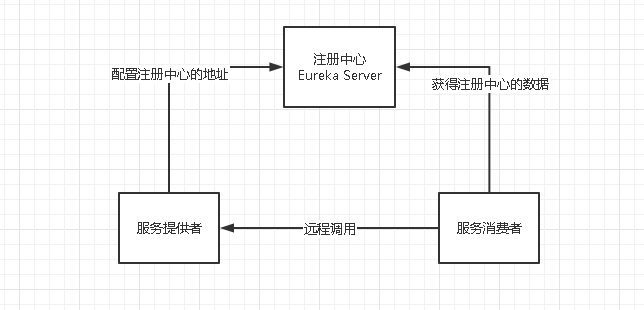 注册中心
Eureka Server
配置注册中心的地址
获得注册中心的数据
服务提供者
远程调用
服务消费者